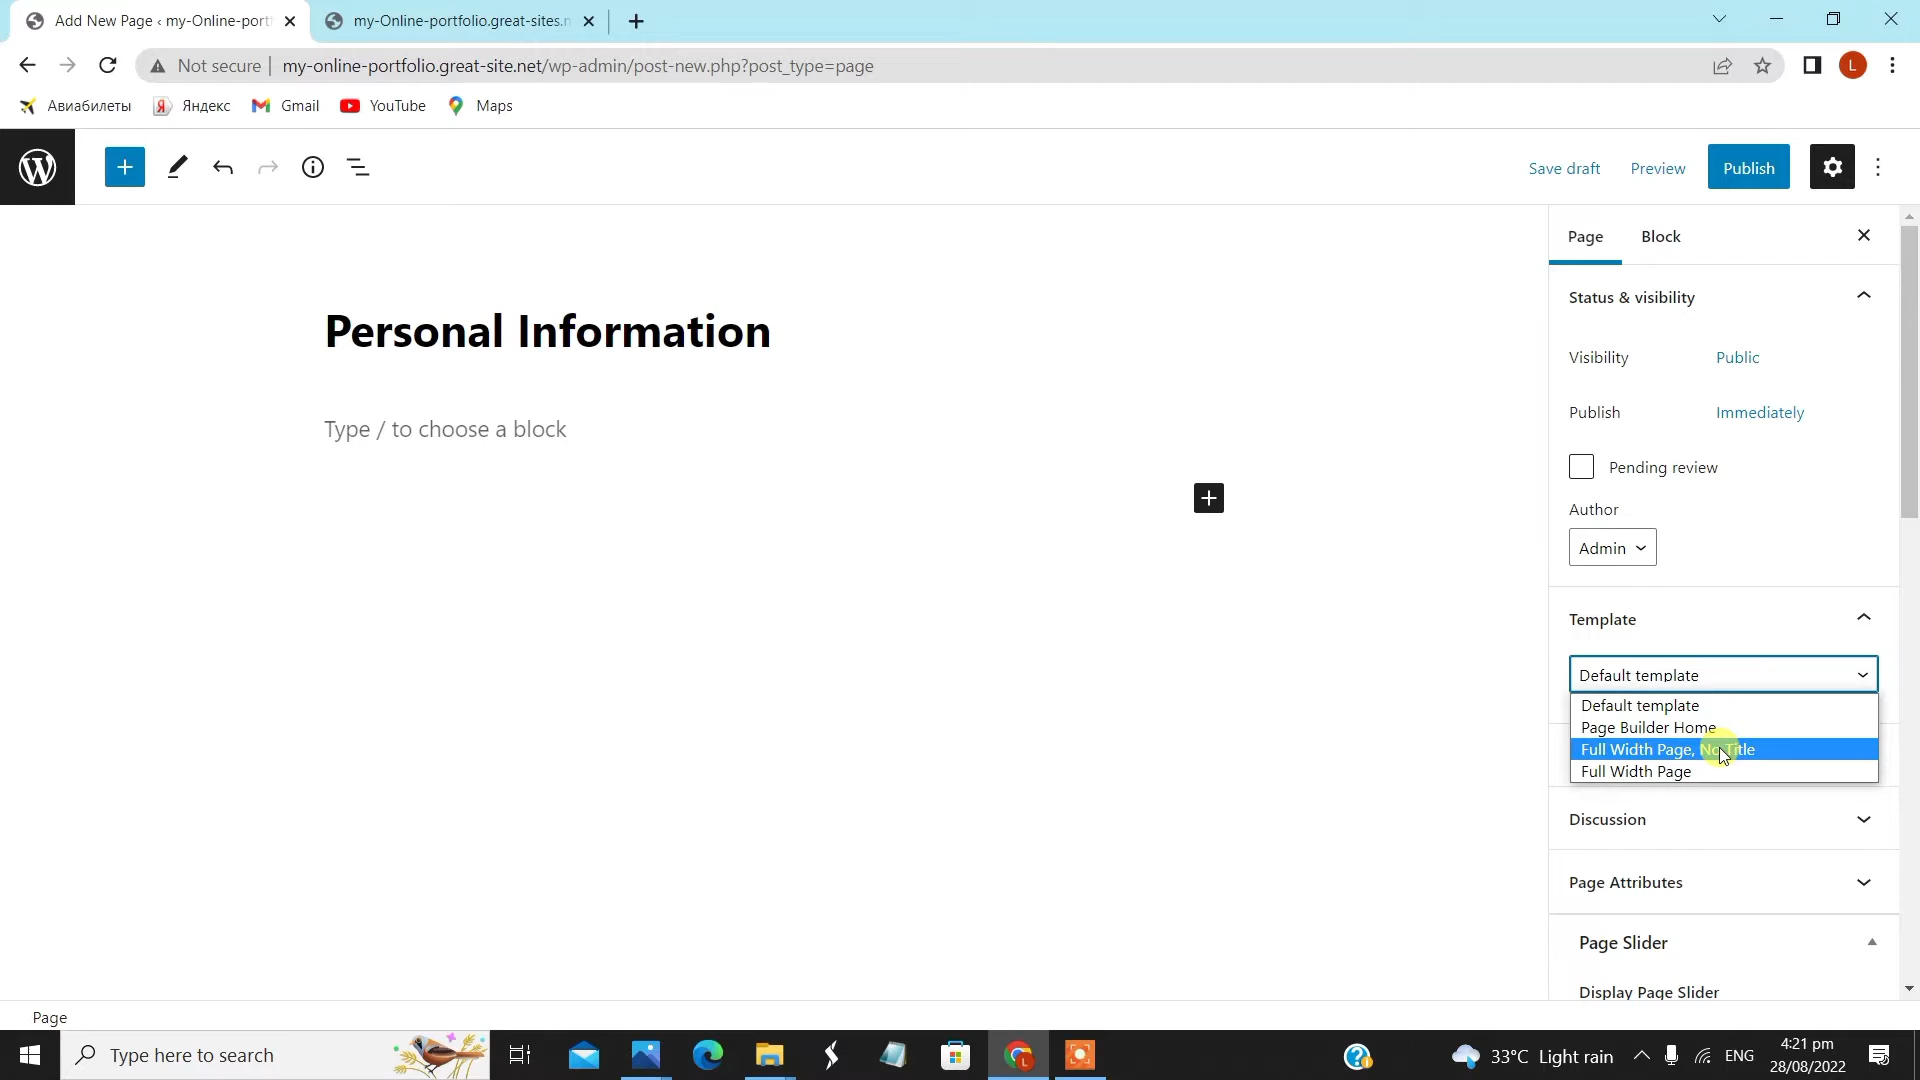 Add New Page ‹ my-Online-port
my-Online-portfolio.great-sites.n
Not secure
my-online-portfolio.great-site.net/wp-admin/post-new.php?post_type=page
L
Авиабилеты
Яндекс
Gmail
YouTube
Maps
Save draft
Preview
Publish
Page
Block
Status & visibility
Personal Information
Visibility
Public
Publish
Immediately
Type / to choose a block
Pending review
Author
Admin
Template
Default template
Default template
Page Builder Home
Full Width Page, No Title
Full Width Page
Discussion
Page Attributes
Page Slider
Display Page Slider
Page
Type here to search
33°C Light rain
ENG
4:21 pm
28/08/2022